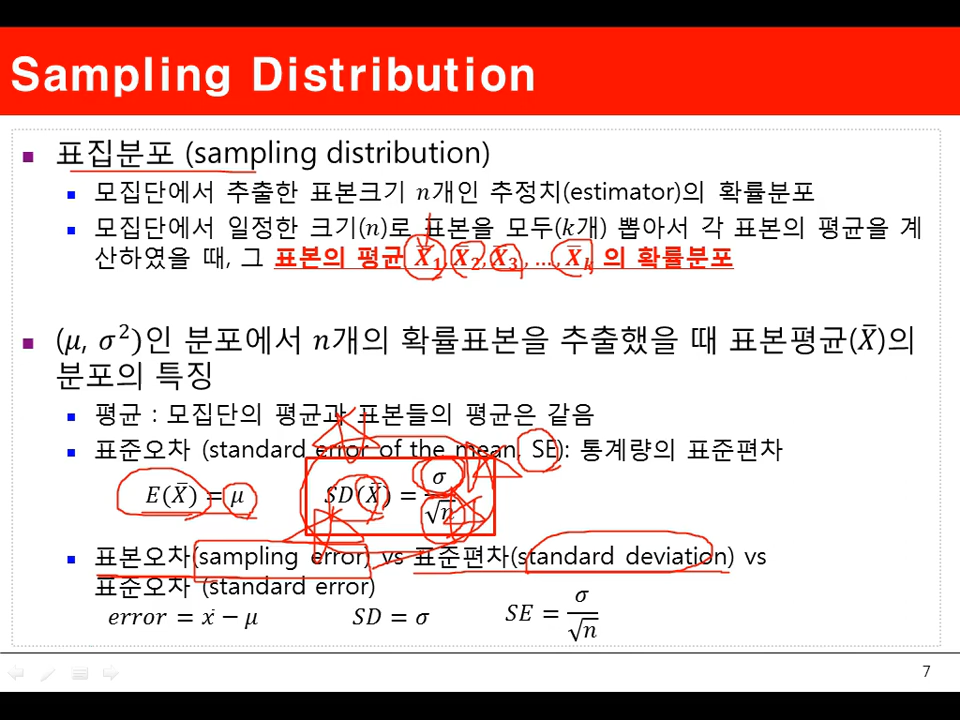 Sampling Distribution
표집분포 (sampling distribution)
모집단에서 추출한 표본크기 n개인 추정치(estimator)의 확률분포
모집단에서 일정한 크기(n)로 표본을 모두(k개) 뽑아서 각 표본의 평균을 계
산하였을 때, 그 표본의 평균 X̄₁, X̄₂, X̄₃, …, X̄ₖ 의 확률분포
(μ, σ²)인 분포에서 n개의 확률표본을 추출했을 때 표본평균(X̄)의
분포의 특징
평균 : 모집단의 평균과 표본들의 평균은 같음
표준오차 (standard error of the mean, SE): 통계량의 표준편차
E(X̄) = μ SD(X̄) = σ/√n
표본오차(sampling error) vs 표준편차(standard deviation) vs
표준오차 (standard error)
error = ẋ − μ SD = σ SE = σ/√n
7